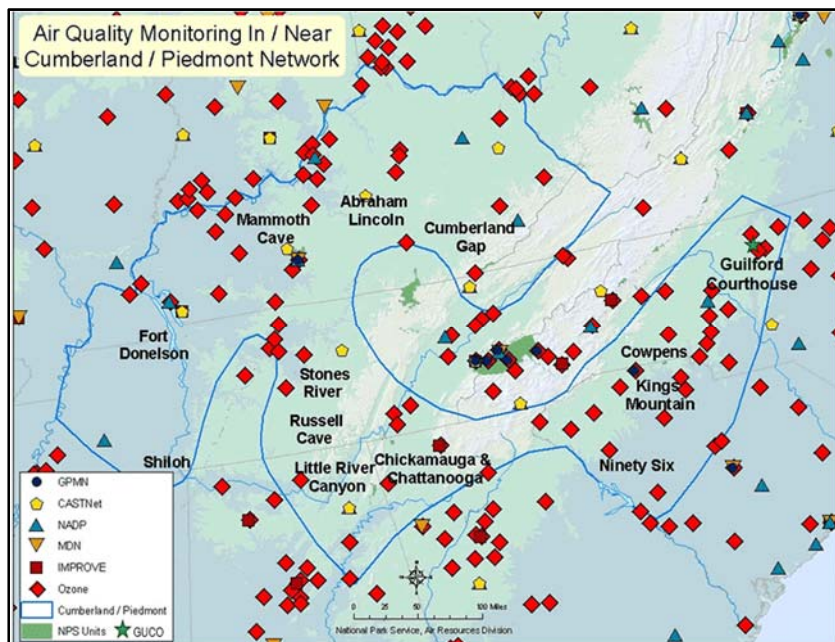 Air Quality Monitoring In / Near
Cumberland / Piedmont Network
Abraham
Lincoln
Mammoth
Cave
Cumberland
Gap
Guilford
Courthouse
Fort
Donelson
Stones
River
Cowpens
Kings
Mountain
Russell
Cave
Shiloh
Little River
Canyon
Chickamauga &
Chattanooga
Ninety Six
GPMN
CASTNet
NADP
MDN
IMPROVE
Ozone
Cumberland / Piedmont
NPS Units
GUCO
0 25 50 100 Miles
National Park Service, Air Resources Division